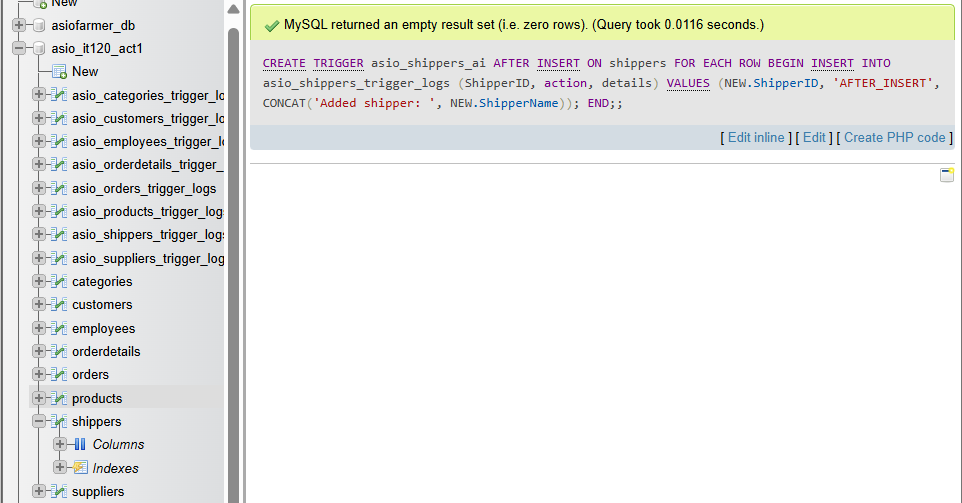 New
asiofarmer_db
asio_it120_act1
New
asio_categories_trigger_lo
asio_customers_trigger_log
asio_employees_trigger_lo
asio_orderdetails_trigger_
asio_orders_trigger_logs
asio_products_trigger_logs
asio_shippers_trigger_logs
asio_suppliers_trigger_log
categories
customers
employees
orderdetails
orders
products
shippers
Columns
Indexes
suppliers
MySQL returned an empty result set (i.e. zero rows). (Query took 0.0116 seconds.)
CREATE TRIGGER asio_shippers_ai AFTER INSERT ON shippers FOR EACH ROW BEGIN INSERT INTO
asio_shippers_trigger_logs (ShipperID, action, details) VALUES (NEW.ShipperID, 'AFTER_INSERT',
CONCAT('Added shipper: ', NEW.ShipperName)); END;;
[ Edit inline ] [ Edit ] [ Create PHP code ]